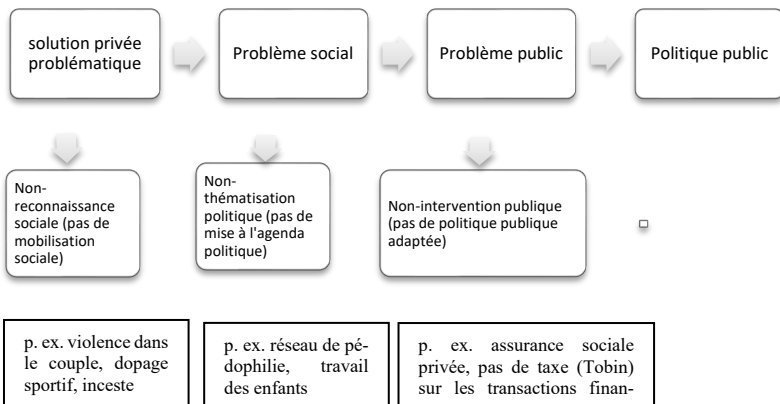 solution privée
problématique
Problème social
Problème public
Politique public
Non-
reconnaissance
sociale (pas de
mobilisation
sociale)
Non-
thématisation
politique (pas de
mise à l'agenda
politique)
Non-intervention publique
(pas de politique publique
adaptée)
p. ex. violence dans
le couple, dopage
sportif, inceste
p. ex. réseau de pé-
dophilie, travail
des enfants
p. ex. assurance sociale
privée, pas de taxe (Tobin)
sur les transactions finan-